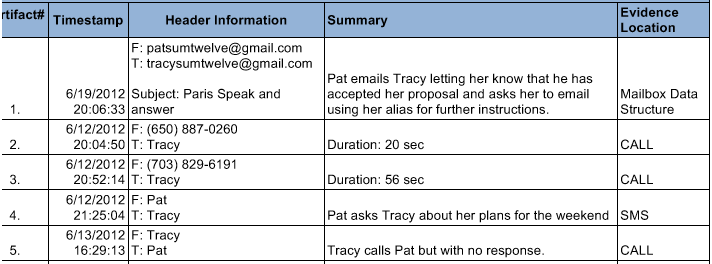 rtifact# Timestamp Header Information Summary Evidence Location
F: patsumtwelve@gmail.com
T: tracysumtwelve@gmail.com
1. 6/19/2012 20:06:33 Subject: Paris Speak and answer
Pat emails Tracy letting her know that he has
accepted her proposal and asks her to email
using her alias for further instructions.
Mailbox Data
Structure
2. 6/12/2012 20:04:50
F: (650) 887-0260
T: Tracy
Duration: 20 sec
CALL
3. 6/12/2012 20:52:14
F: (703) 829-6191
T: Tracy
Duration: 56 sec
CALL
4. 6/12/2012 21:25:04
F: Pat
T: Tracy
Pat asks Tracy about her plans for the weekend
SMS
5. 6/13/2012 16:29:13
F: Tracy
T: Pat
Tracy calls Pat but with no response.
CALL